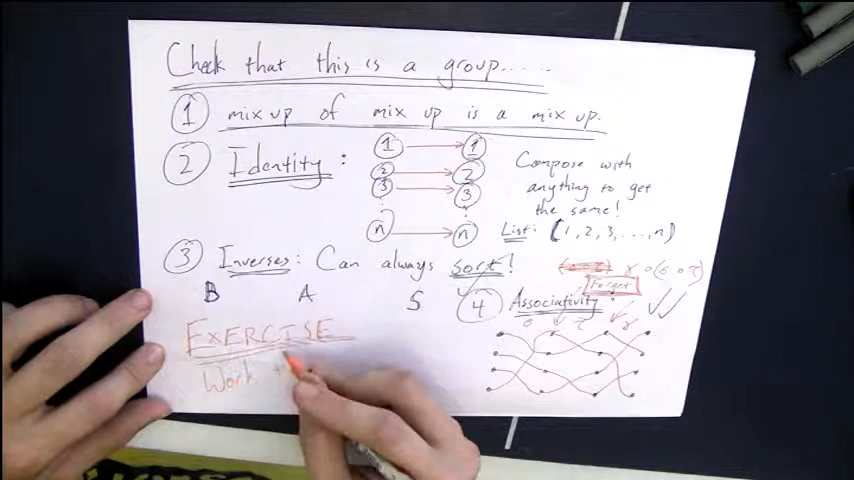 Check that this is a group......
① mix up of mix up is a mix up.
② Identity:
1 → 1
2 → 2
3 → 3
n → n
Compose with
anything to get
the same!
List: (1, 2, 3, ..., n)
③ Inverses: Can always sort!
B A S
④ Associativity
Forget
σ τ γ
EXERCISE
Work